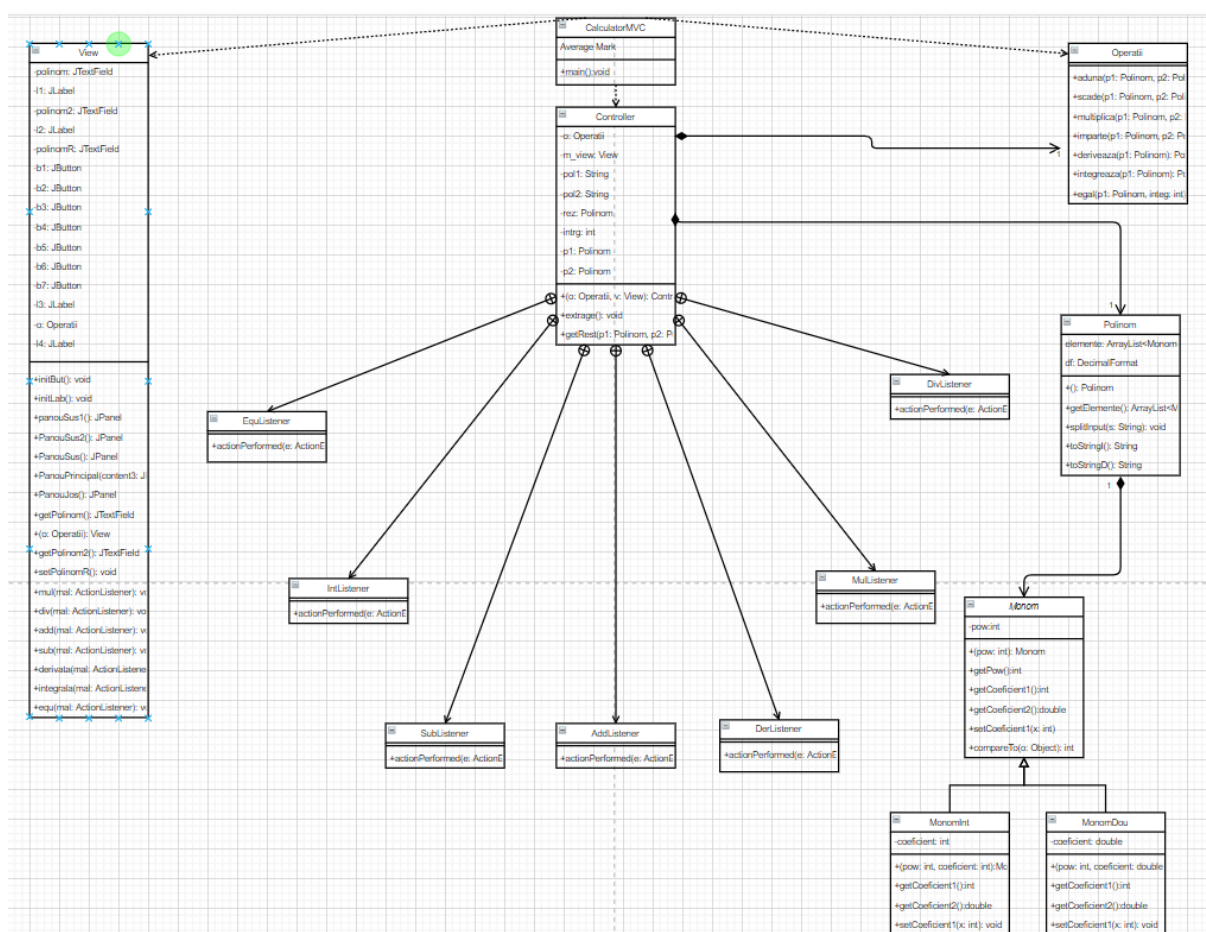 CalculatorMVC
Average Mark
+main():void
View
-polinom: JTextField
-l1: JLabel
-polinom2: JTextField
-l2: JLabel
-polinomR: JTextField
-b1: JButton
-b2: JButton
-b3: JButton
-b4: JButton
-b5: JButton
-b6: JButton
-b7: JButton
-l3: JLabel
-o: Operatii
-l4: JLabel
+initBut(): void
+initLab(): void
+panouSus1(): JPanel
+PanouSus2(): JPanel
+PanouSus(): JPanel
+PanouPrincipal(content3: J
+PanouJos(): JPanel
+getPolinom(): JTextField
+(o: Operatii): View
+getPolinom2(): JTextField
+setPolinomR(): void
+mul(mal: ActionListener): v
+div(mal: ActionListener): vo
+add(mal: ActionListener): v
+sub(mal: ActionListener): v
+derivata(mal: ActionListene
+integrala(mal: ActionListene
+equ(mal: ActionListener): v
Controller
-o: Operatii
-m_view: View
-pol1: String
-pol2: String
-rez: Polinom
-intrg: int
-p1: Polinom
-p2: Polinom
+(o: Operatii, v: View): Contr
+extrage(): void
+getRest(p1: Polinom, p2: P
Operatii
+aduna(p1: Polinom, p2: Pol
+scade(p1: Polinom, p2: Pol
+multiplica(p1: Polinom, p2:
+imparte(p1: Polinom, p2: P
+deriveaza(p1: Polinom): Po
+integreaza(p1: Polinom): P
+egal(p1: Polinom, integ: int)
1
1
Polinom
elemente: ArrayList<Monom
df: DecimalFormat
+(): Polinom
+getElemente(): ArrayList<M
+splitInput(s: String): void
+toStringI(): String
+toStringD(): String
1
DivListener
+actionPerformed(e: ActionE
EquListener
+actionPerformed(e: ActionE
IntListener
+actionPerformed(e: ActionE
MulListener
+actionPerformed(e: ActionE
SubListener
+actionPerformed(e: ActionE
AddListener
+actionPerformed(e: ActionE
DerListener
+actionPerformed(e: ActionE
Monom
-pow:int
+(pow: int): Monom
+getPow():int
+getCoeficient1():int
+getCoeficient2():double
+setCoeficient1(x: int)
+compareTo(o: Object): int
MonomInt
-coeficient: int
+(pow: int, coeficient: int):Mo
+getCoeficient1():int
+getCoeficient2():double
+setCoeficient1(x: int): void
MonomDou
-coeficient: double
+(pow: int, coeficient: double
+getCoeficient1():int
+getCoeficient2():double
+setCoeficient1(x: int): void